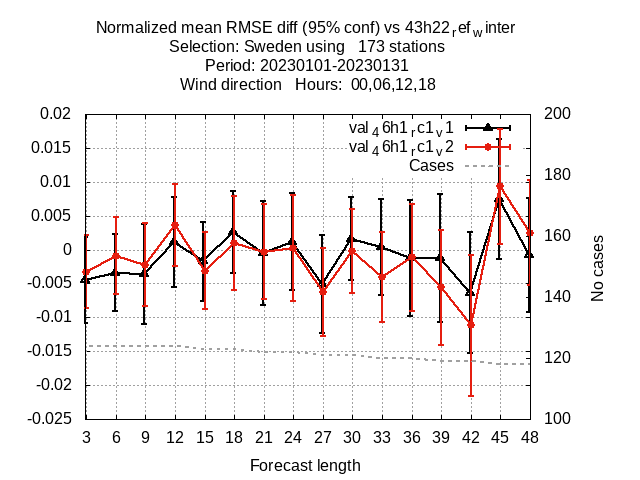 Normalized mean RMSE diff (95% conf) vs 43h22refwinter
Selection: Sweden using   173 stations
Period: 20230101-20230131
Wind direction   Hours:  00,06,12,18
val46h1rc1v1
val46h1rc1v2
Cases
0.02
0.015
0.01
0.005
0
-0.005
-0.01
-0.015
-0.02
-0.025
200
180
160
140
120
100
No cases
3 6 9 12 15 18 21 24 27 30 33 36 39 42 45 48
Forecast length